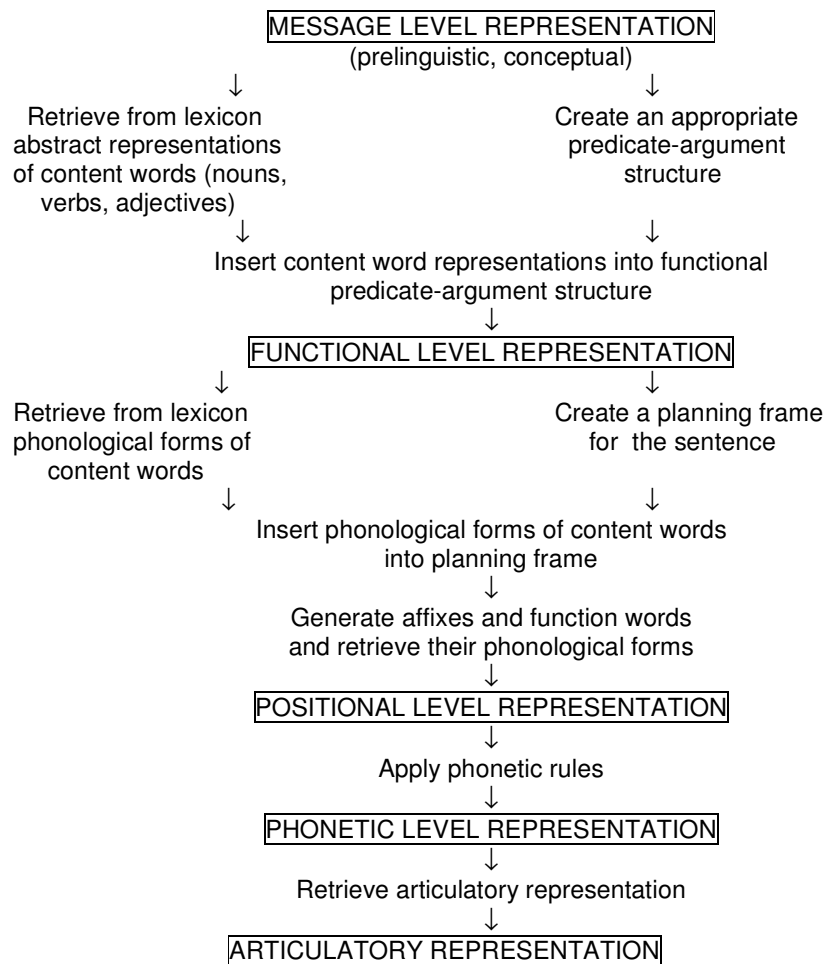 MESSAGE LEVEL REPRESENTATION
(prelinguistic, conceptual)
↓ ↓
Retrieve from lexicon
abstract representations
of content words (nouns,
verbs, adjectives)
Create an appropriate
predicate-argument
structure
↓ ↓
Insert content word representations into functional
predicate-argument structure
↓
FUNCTIONAL LEVEL REPRESENTATION
↓ ↓
Retrieve from lexicon
phonological forms of
content words
Create a planning frame
for the sentence
↓ ↓
Insert phonological forms of content words
into planning frame
↓
Generate affixes and function words
and retrieve their phonological forms
↓
POSITIONAL LEVEL REPRESENTATION
↓
Apply phonetic rules
↓
PHONETIC LEVEL REPRESENTATION
↓
Retrieve articulatory representation
↓
ARTICULATORY REPRESENTATION